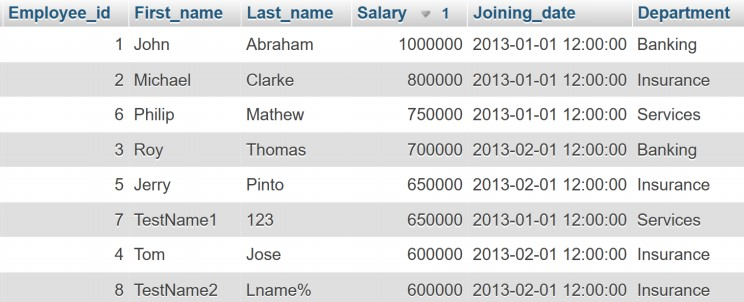 Employee_id First_name Last_name Salary 1 Joining_date Department
1 John Abraham 1000000 2013-01-01 12:00:00 Banking
2 Michael Clarke 800000 2013-01-01 12:00:00 Insurance
6 Philip Mathew 750000 2013-01-01 12:00:00 Services
3 Roy Thomas 700000 2013-02-01 12:00:00 Banking
5 Jerry Pinto 650000 2013-02-01 12:00:00 Insurance
7 TestName1 123 650000 2013-01-01 12:00:00 Services
4 Tom Jose 600000 2013-02-01 12:00:00 Insurance
8 TestName2 Lname% 600000 2013-02-01 12:00:00 Insurance